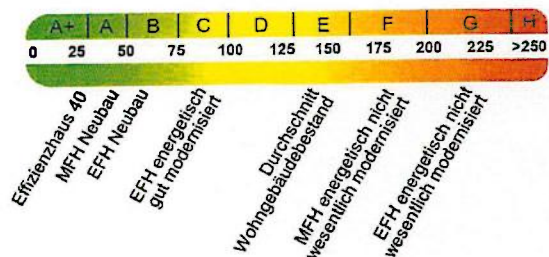 A+ A B C D E F G H
0 25 50 75 100 125 150 175 200 225 >250
Effizienzhaus 40
MFH Neubau
EFH Neubau
EFH energetisch
gut modernisiert
Durchschnitt
Wohngebäudebestand
MFH energetisch nicht
wesentlich modernisiert
EFH energetisch nicht
wesentlich modernisiert